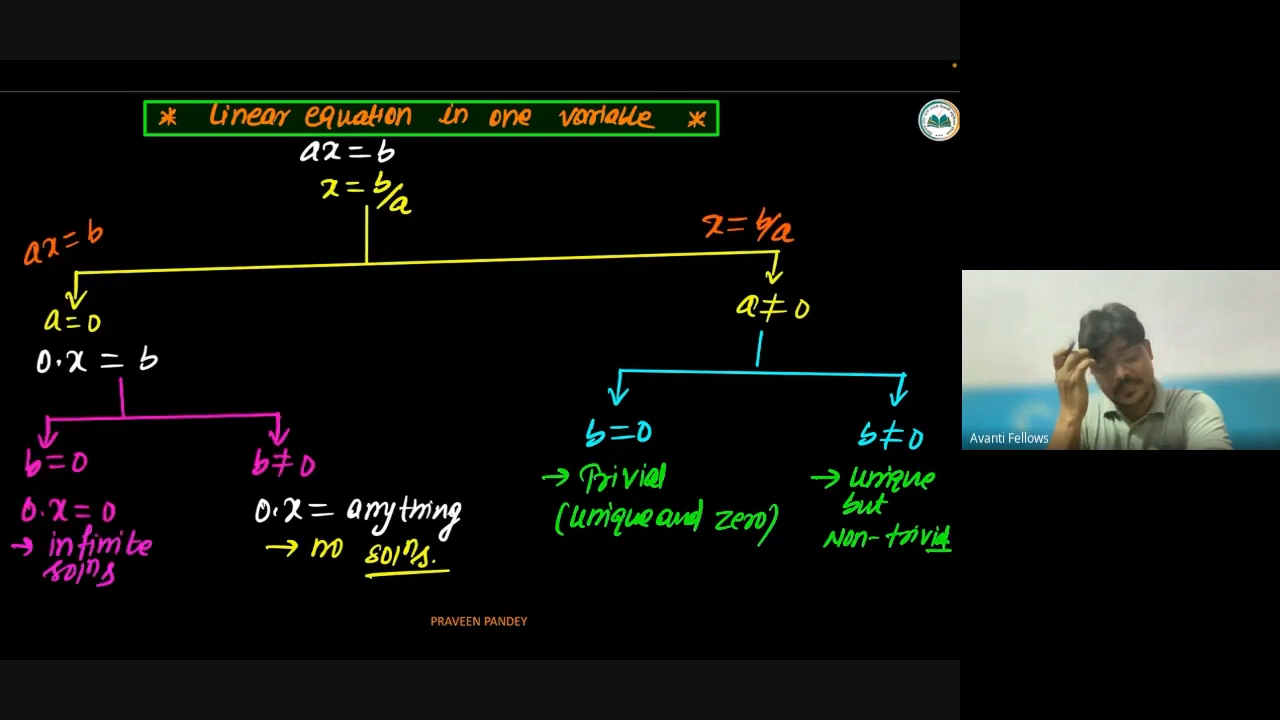 * Linear equation in one variable *
ax = b
x = b/a
ax = b
x = b/a
a = 0
a ≠ 0
0.x = b
b = 0
b ≠ 0
b = 0
b ≠ 0
0.x = 0
→ infinite
solns
0.x = anything
→ no solns.
→ Trivial
(unique and zero)
→ unique
but
Non-trivial
Avanti Fellows
PRAVEEN PANDEY